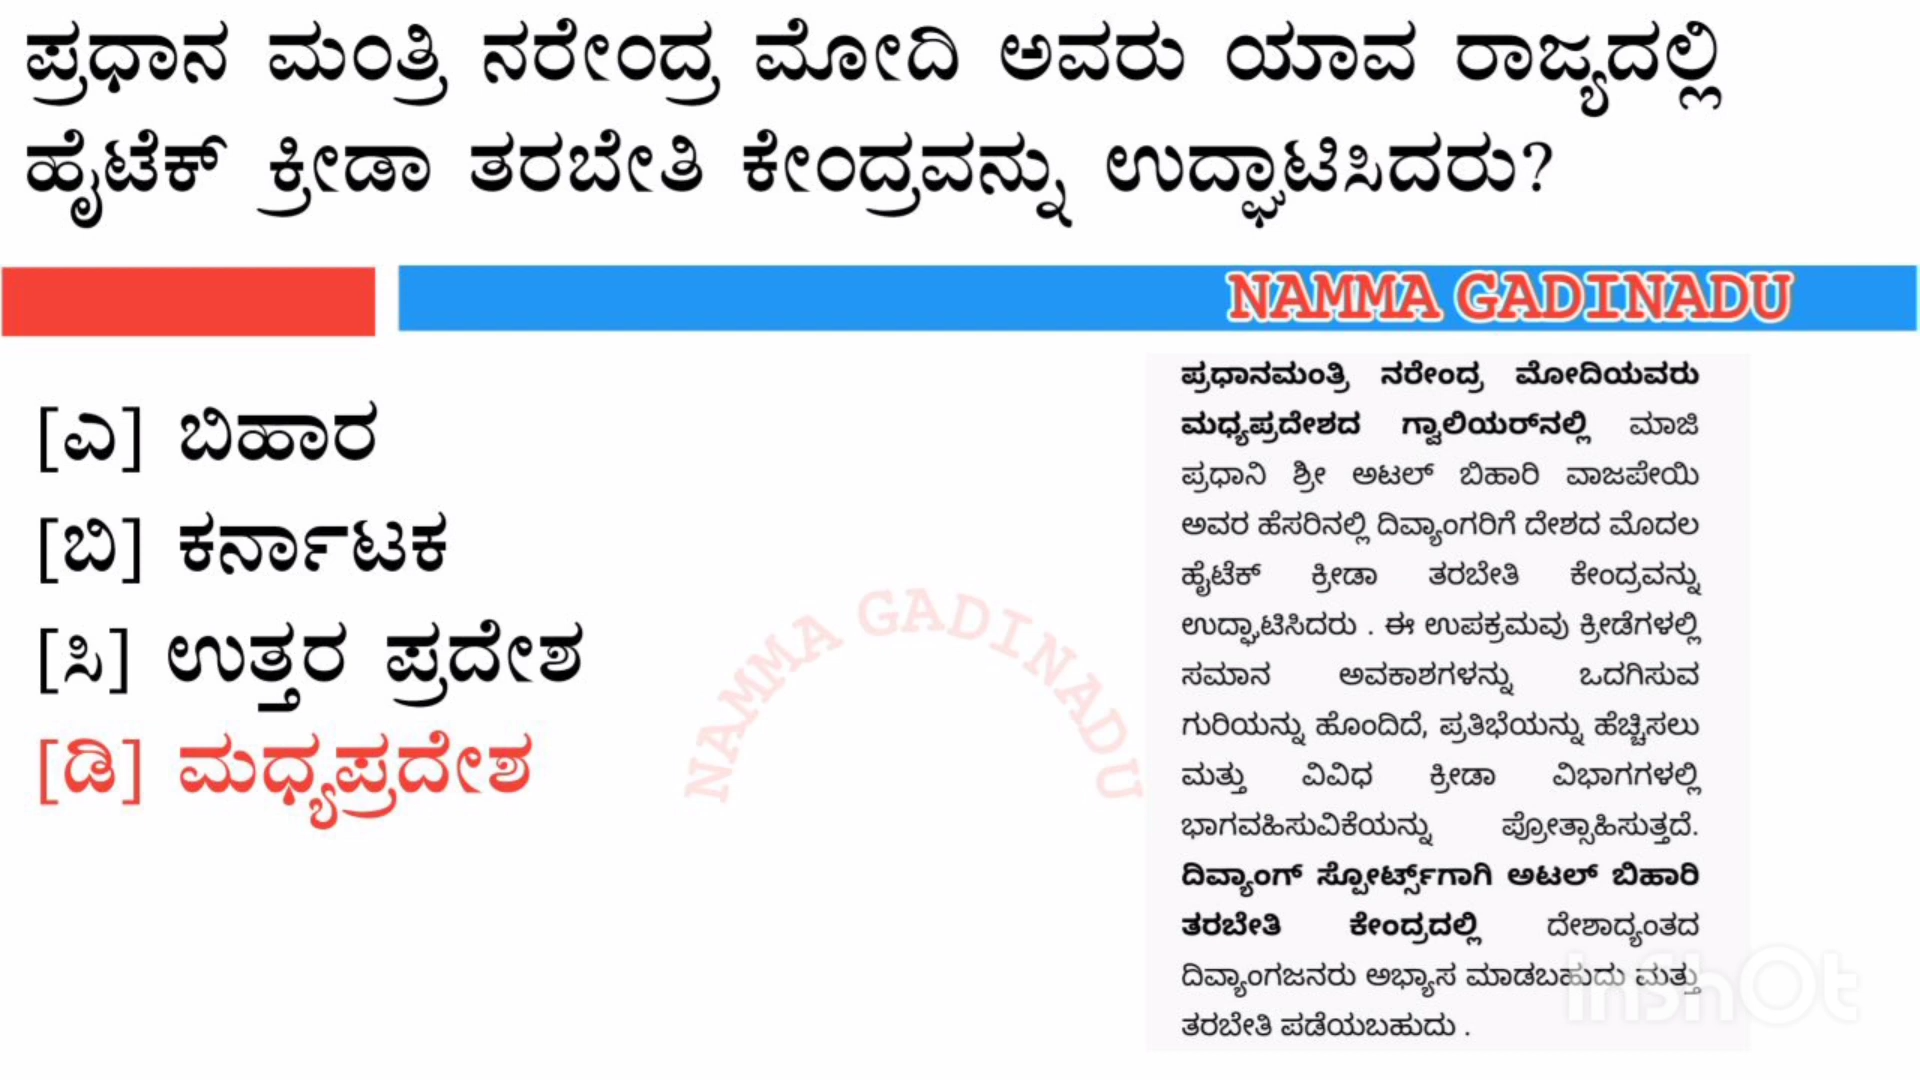 ಪ್ರಧಾನ ಮಂತ್ರಿ ನರೇಂದ್ರ ಮೋದಿ ಅವರು ಯಾವ ರಾಜ್ಯದಲ್ಲಿ
ಹೈಟೆಕ್ ಕ್ರೀಡಾ ತರಬೇತಿ ಕೇಂದ್ರವನ್ನು ಉದ್ಘಾಟಿಸಿದರು?
NAMMA GADINADU
[ಎ] ಬಿಹಾರ
[ಬಿ] ಕರ್ನಾಟಕ
[ಸಿ] ಉತ್ತರ ಪ್ರದೇಶ
[ಡಿ] ಮಧ್ಯಪ್ರದೇಶ
NAMMA GADINADU
ಪ್ರಧಾನಮಂತ್ರಿ ನರೇಂದ್ರ ಮೋದಿಯವರು
ಮಧ್ಯಪ್ರದೇಶದ ಗ್ವಾಲಿಯರ್‌ನಲ್ಲಿ ಮಾಜಿ
ಪ್ರಧಾನಿ ಶ್ರೀ ಅಟಲ್ ಬಿಹಾರಿ ವಾಜಪೇಯಿ
ಅವರ ಹೆಸರಿನಲ್ಲಿ ದಿವ್ಯಾಂಗರಿಗೆ ದೇಶದ ಮೊದಲ
ಹೈಟೆಕ್ ಕ್ರೀಡಾ ತರಬೇತಿ ಕೇಂದ್ರವನ್ನು
ಉದ್ಘಾಟಿಸಿದರು . ಈ ಉಪಕ್ರಮವು ಕ್ರೀಡೆಗಳಲ್ಲಿ
ಸಮಾನ ಅವಕಾಶಗಳನ್ನು ಒದಗಿಸುವ
ಗುರಿಯನ್ನು ಹೊಂದಿದೆ, ಪ್ರತಿಭೆಯನ್ನು ಹೆಚ್ಚಿಸಲು
ಮತ್ತು ವಿವಿಧ ಕ್ರೀಡಾ ವಿಭಾಗಗಳಲ್ಲಿ
ಭಾಗವಹಿಸುವಿಕೆಯನ್ನು ಪ್ರೋತ್ಸಾಹಿಸುತ್ತದೆ.
ದಿವ್ಯಾಂಗ್ ಸ್ಪೋರ್ಟ್ಸ್‌ಗಾಗಿ ಅಟಲ್ ಬಿಹಾರಿ
ತರಬೇತಿ ಕೇಂದ್ರದಲ್ಲಿ ದೇಶಾದ್ಯಂತದ
ದಿವ್ಯಾಂಗಜನರು ಅಭ್ಯಾಸ ಮಾಡಬಹುದು ಮತ್ತು
ತರಬೇತಿ ಪಡೆಯಬಹುದು .
InShOt